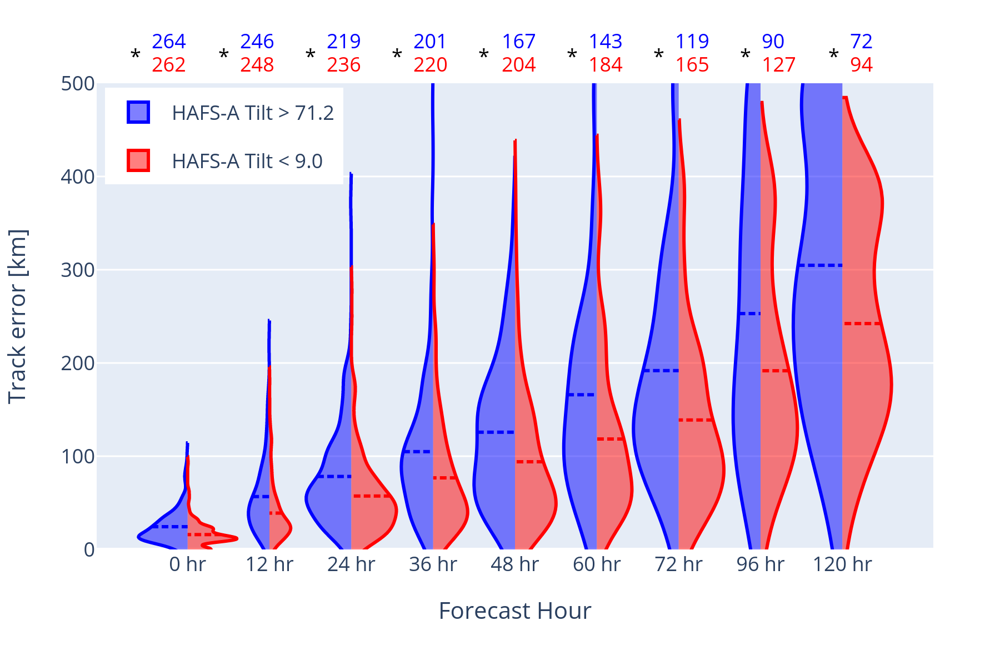 * 264 * 246 * 219 * 201 * 167 * 143 * 119 * 90 * 72
262 248 236 220 204 184 165 127 94
500
HAFS-A Tilt > 71.2
HAFS-A Tilt < 9.0
400
300
200
100
0
Track error [km]
0 hr 12 hr 24 hr 36 hr 48 hr 60 hr 72 hr 96 hr 120 hr
Forecast Hour